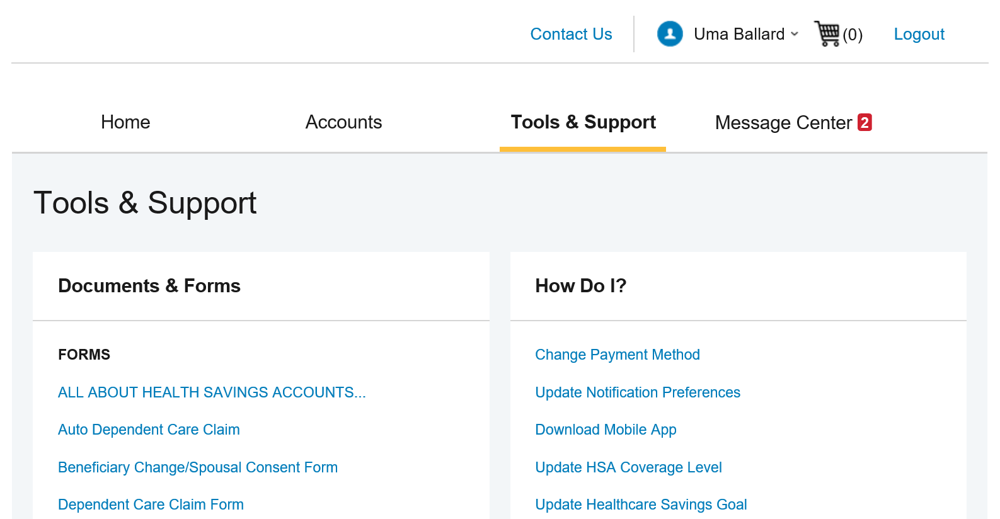 Contact Us
Uma Ballard
(0)
Logout
Home
Accounts
Tools & Support
Message Center 2
Tools & Support
Documents & Forms
FORMS
ALL ABOUT HEALTH SAVINGS ACCOUNTS...
Auto Dependent Care Claim
Beneficiary Change/Spousal Consent Form
Dependent Care Claim Form
How Do I?
Change Payment Method
Update Notification Preferences
Download Mobile App
Update HSA Coverage Level
Update Healthcare Savings Goal